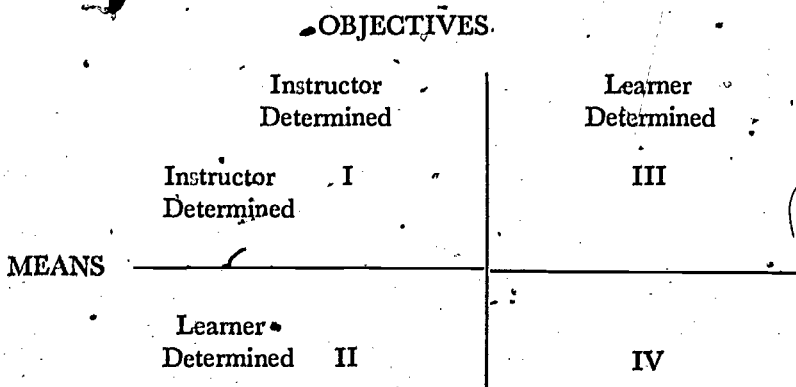 OBJECTIVES
Instructor Learner
Determined Determined
Instructor I III
Determined
MEANS
Learner
Determined II IV